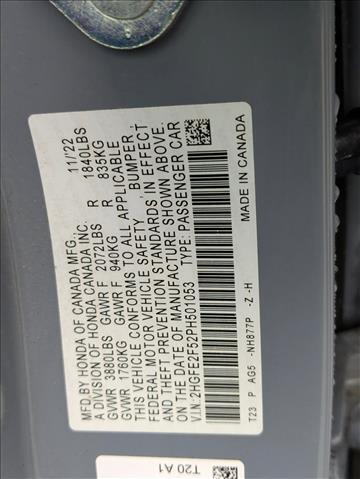 MFD BY HONDA OF CANADA MFG., 11/'22
A DIVISION OF HONDA CANADA INC.
GVWR 3880LBS GAWR F 2072LBS R 1840LBS
GVWR 1760KG GAWR F 940KG R 835KG
THIS VEHICLE CONFORMS TO ALL APPLICABLE
FEDERAL MOTOR VEHICLE SAFETY, BUMPER,
AND THEFT PREVENTION STANDARDS IN EFFECT
ON THE DATE OF MANUFACTURE SHOWN ABOVE.
V.I.N:2HGFE2F52PH501053 TYPE:PASSENGER CAR
MADE IN CANADA
T23 P AG5 -NH877P -Z -H
T20 A1